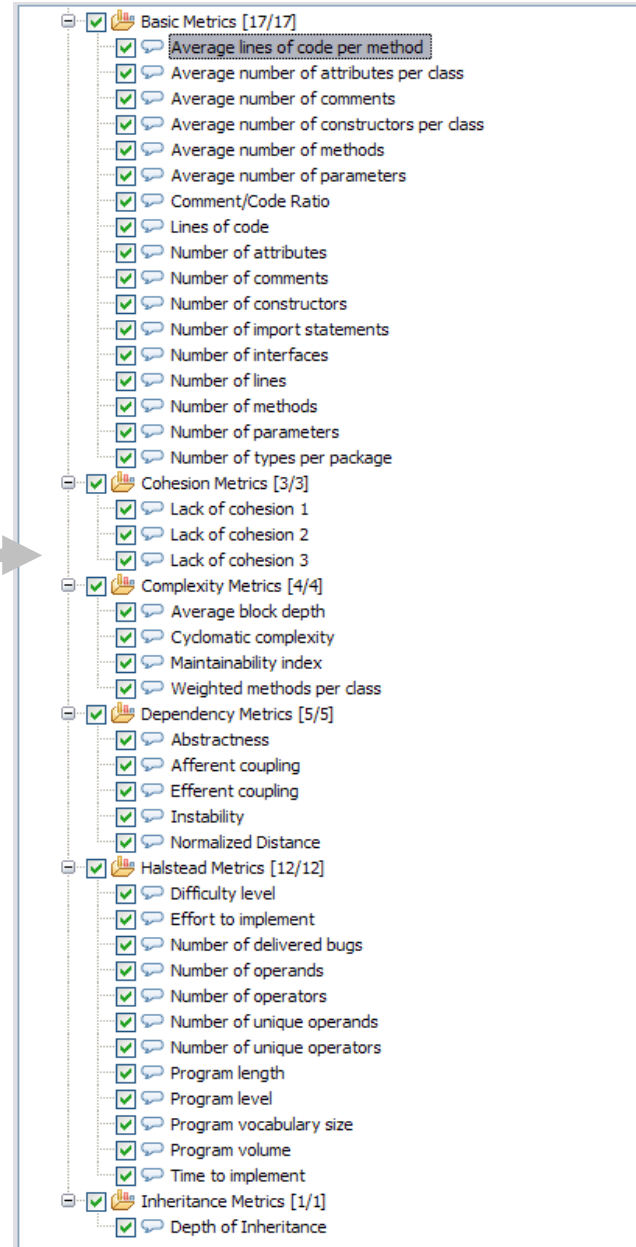 Basic Metrics [17/17]
Average lines of code per method
Average number of attributes per class
Average number of comments
Average number of constructors per class
Average number of methods
Average number of parameters
Comment/Code Ratio
Lines of code
Number of attributes
Number of comments
Number of constructors
Number of import statements
Number of interfaces
Number of lines
Number of methods
Number of parameters
Number of types per package
Cohesion Metrics [3/3]
Lack of cohesion 1
Lack of cohesion 2
Lack of cohesion 3
Complexity Metrics [4/4]
Average block depth
Cyclomatic complexity
Maintainability index
Weighted methods per class
Dependency Metrics [5/5]
Abstractness
Afferent coupling
Efferent coupling
Instability
Normalized Distance
Halstead Metrics [12/12]
Difficulty level
Effort to implement
Number of delivered bugs
Number of operands
Number of operators
Number of unique operands
Number of unique operators
Program length
Program level
Program vocabulary size
Program volume
Time to implement
Inheritance Metrics [1/1]
Depth of Inheritance